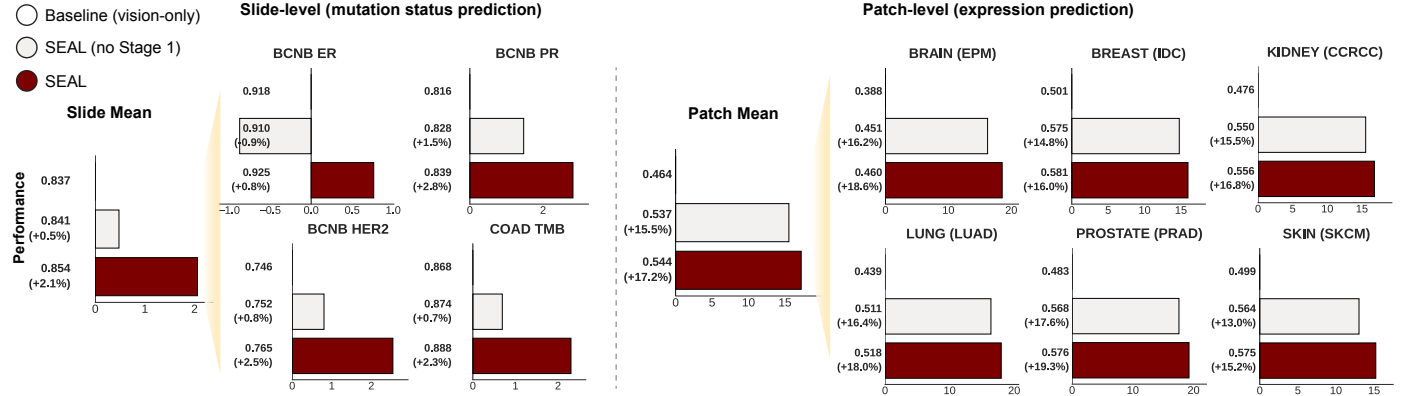 Baseline (vision-only)
SEAL (no Stage 1)
SEAL
Slide-level (mutation status prediction)
Patch-level (expression prediction)
Slide Mean
Performance
0.837
0.841
(+0.5%)
0.854
(+2.1%)
0 1 2
BCNB ER
0.918
0.910
(-0.9%)
0.925
(+0.8%)
−1.0 −0.5 0.0 0.5 1.0
BCNB PR
0.816
0.828
(+1.5%)
0.839
(+2.8%)
0 2
BCNB HER2
0.746
0.752
(+0.8%)
0.765
(+2.5%)
0 1 2
COAD TMB
0.868
0.874
(+0.7%)
0.888
(+2.3%)
0 1 2
Patch Mean
0.464
0.537
(+15.5%)
0.544
(+17.2%)
0 5 10 15
BRAIN (EPM)
0.388
0.451
(+16.2%)
0.460
(+18.6%)
0 10 20
BREAST (IDC)
0.501
0.575
(+14.8%)
0.581
(+16.0%)
0 5 10 15
KIDNEY (CCRCC)
0.476
0.550
(+15.5%)
0.556
(+16.8%)
0 5 10 15
LUNG (LUAD)
0.439
0.511
(+16.4%)
0.518
(+18.0%)
0 10 20
PROSTATE (PRAD)
0.483
0.568
(+17.6%)
0.576
(+19.3%)
0 10 20
SKIN (SKCM)
0.499
0.564
(+13.0%)
0.575
(+15.2%)
0 5 10 15